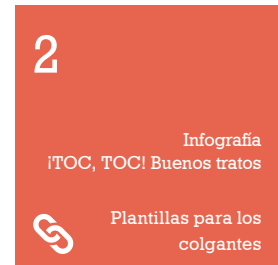 2
Infografía
¡TOC, TOC! Buenos tratos
Plantillas para los
colgantes